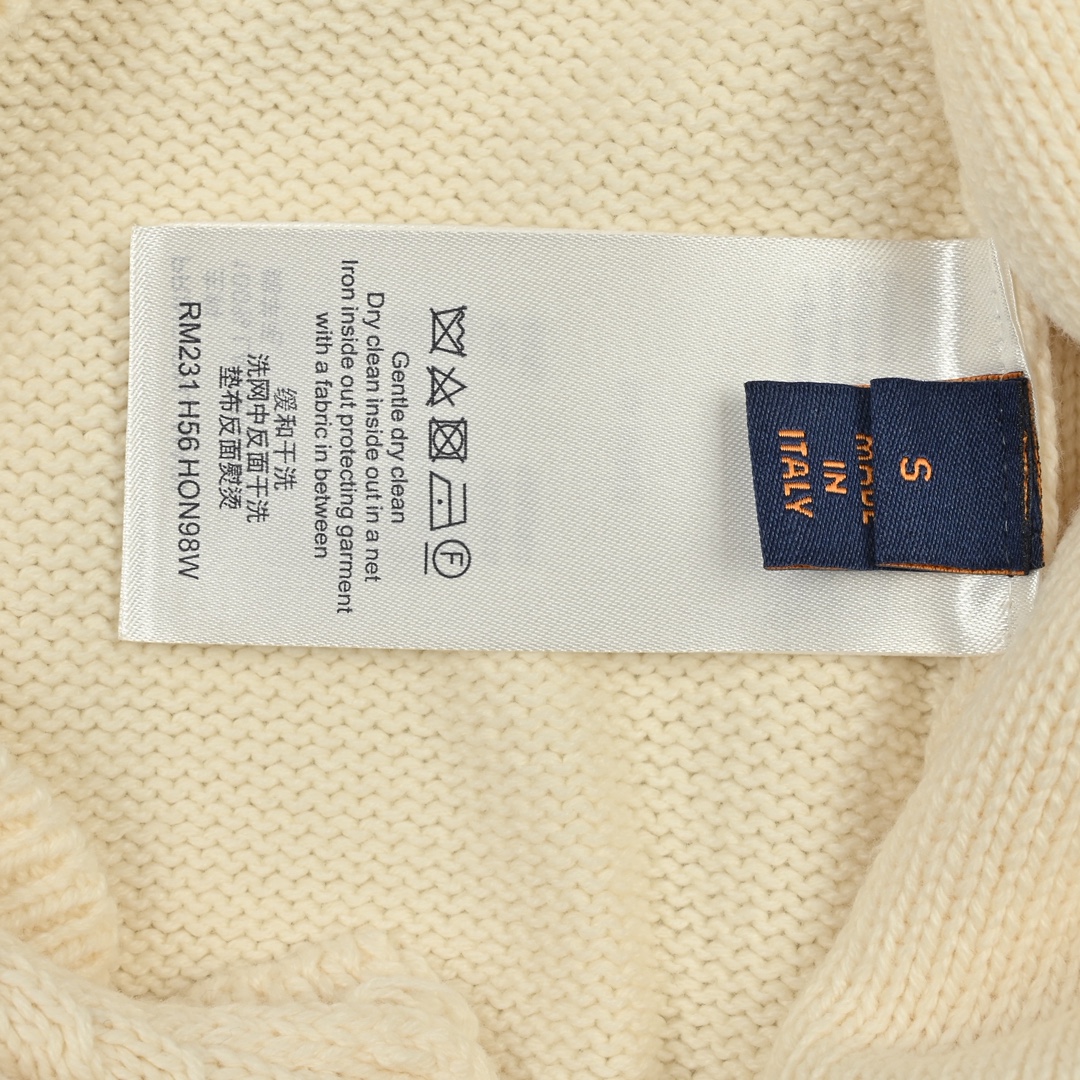 Gentle dry clean
Dry clean inside out in a net
Iron inside out protecting garment
with a fabric in between
缓和干洗
洗网中反面干洗
垫布反面熨烫
RM231 H56 HON98W
S
MADE
IN
ITALY
F